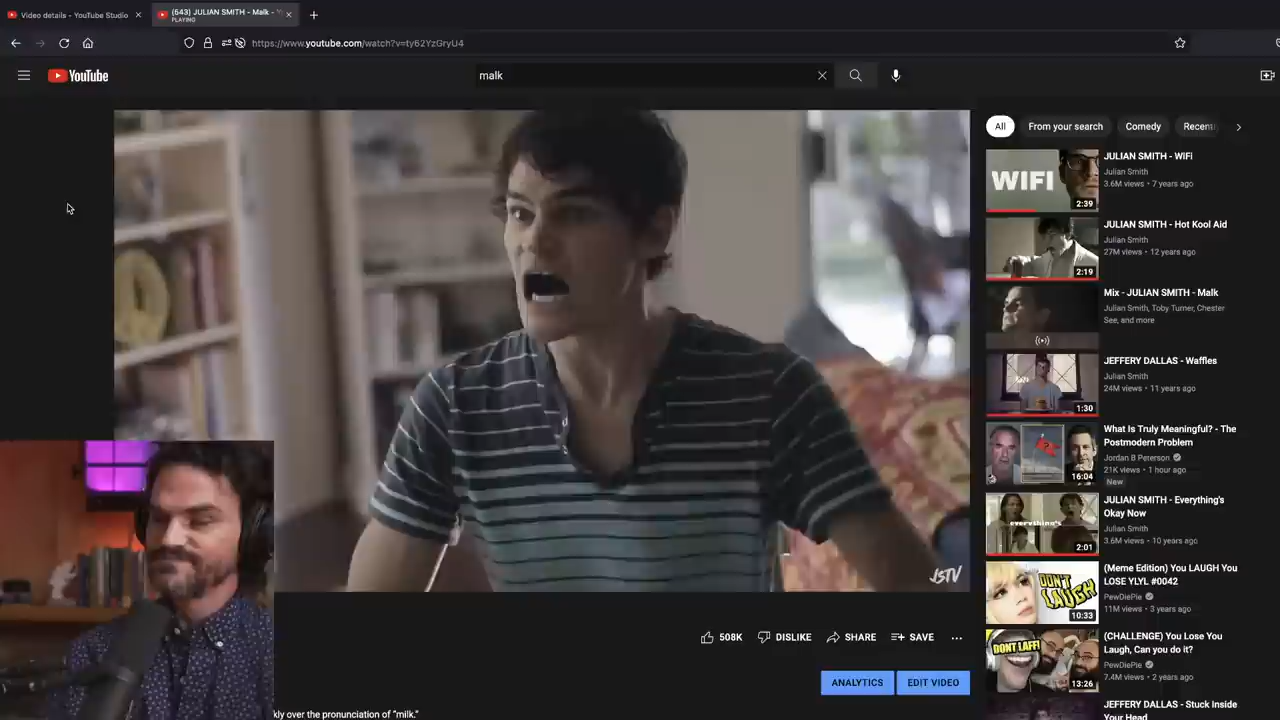 Video details - YouTube Studio
(643) JULIAN SMITH - Malk -
PLAYING
https://www.youtube.com/watch?v=ty62YzGryU4
YouTube
malk
All
From your search
Comedy
WIFI
2:39
JULIAN SMITH - WiFi
Julian Smith
3.6M views • 7 years ago
2:19
JULIAN SMITH - Hot Kool Aid
Julian Smith
27M views • 12 years ago
Mix - JULIAN SMITH - Malk
Julian Smith, Toby Turner, Chester
See, and more
1:30
JEFFERY DALLAS - Waffles
Julian Smith
24M views • 11 years ago
16:04
What Is Truly Meaningful? - The
Postmodern Problem
Jordan B Peterson
21K views • 1 hour ago
New
everything's
2:01
JULIAN SMITH - Everything's
Okay Now
Julian Smith
3.6M views • 10 years ago
DON'T
LAUGH
10:33
(Meme Edition) You LAUGH You
LOSE YLYL #0042
PewDiePie
11M views • 3 years ago
DONT LAFF!
13:26
(CHALLENGE) You Lose You
Laugh, Can you do it?
PewDiePie
7.4M views • 2 years ago
JEFFERY DALLAS - Stuck Inside
Your Head
JSTV
508K
DISLIKE
SHARE
SAVE
ANALYTICS
EDIT VIDEO
kly over the pronunciation of "milk."